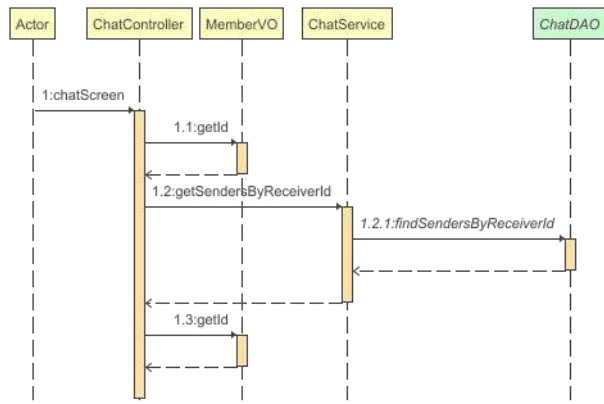 Actor
ChatController
MemberVO
ChatService
ChatDAO
1:chatScreen
1.1:getId
1.2:getSendersByReceiverId
1.2.1:findSendersByReceiverId
1.3:getId